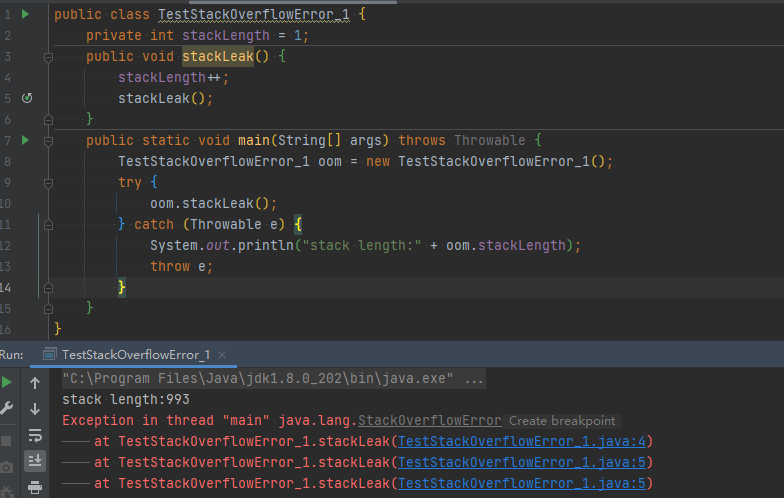 1 public class TestStackOverflowError_1 {
2 private int stackLength = 1;
3 public void stackLeak() {
4 stackLength++;
5 stackLeak();
6 }
7 public static void main(String[] args) throws Throwable {
8 TestStackOverflowError_1 oom = new TestStackOverflowError_1();
9 try {
10 oom.stackLeak();
11 } catch (Throwable e) {
12 System.out.println("stack length:" + oom.stackLength);
13 throw e;
14 }
15 }
16 }
Run: TestStackOverflowError_1 ×
"C:\Program Files\Java\jdk1.8.0_202\bin\java.exe" ...
stack length:993
Exception in thread "main" java.lang.StackOverflowError Create breakpoint
at TestStackOverflowError_1.stackLeak(TestStackOverflowError_1.java:4)
at TestStackOverflowError_1.stackLeak(TestStackOverflowError_1.java:5)
at TestStackOverflowError_1.stackLeak(TestStackOverflowError_1.java:5)